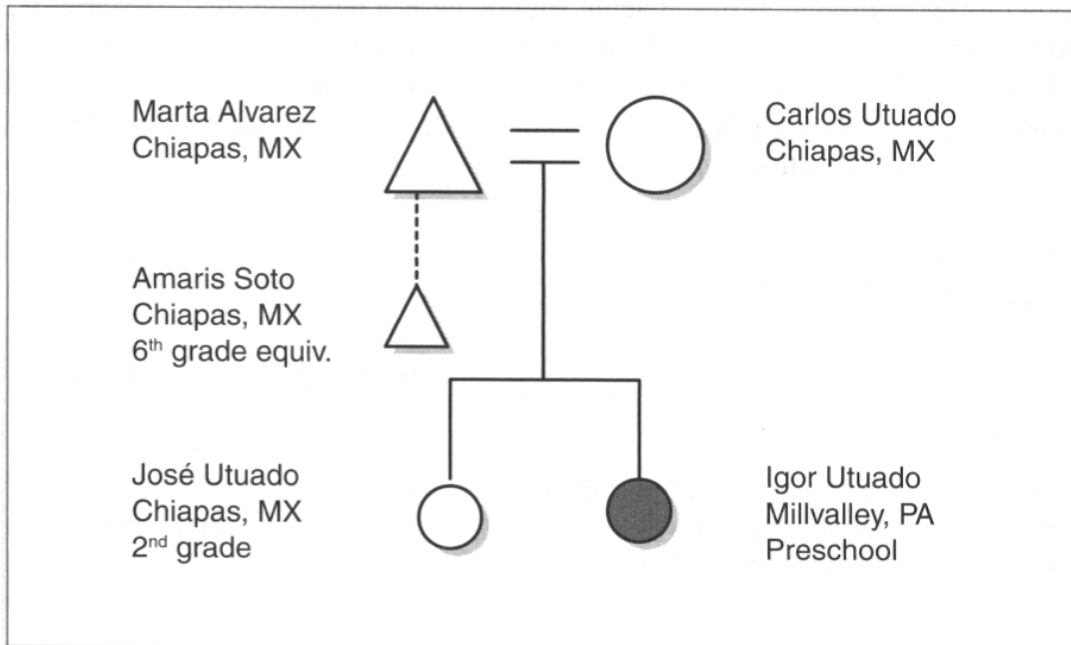 Marta Alvarez
Chiapas, MX
Carlos Utuado
Chiapas, MX
Amaris Soto
Chiapas, MX
6th grade equiv.
José Utuado
Chiapas, MX
2nd grade
Igor Utuado
Millvalley, PA
Preschool